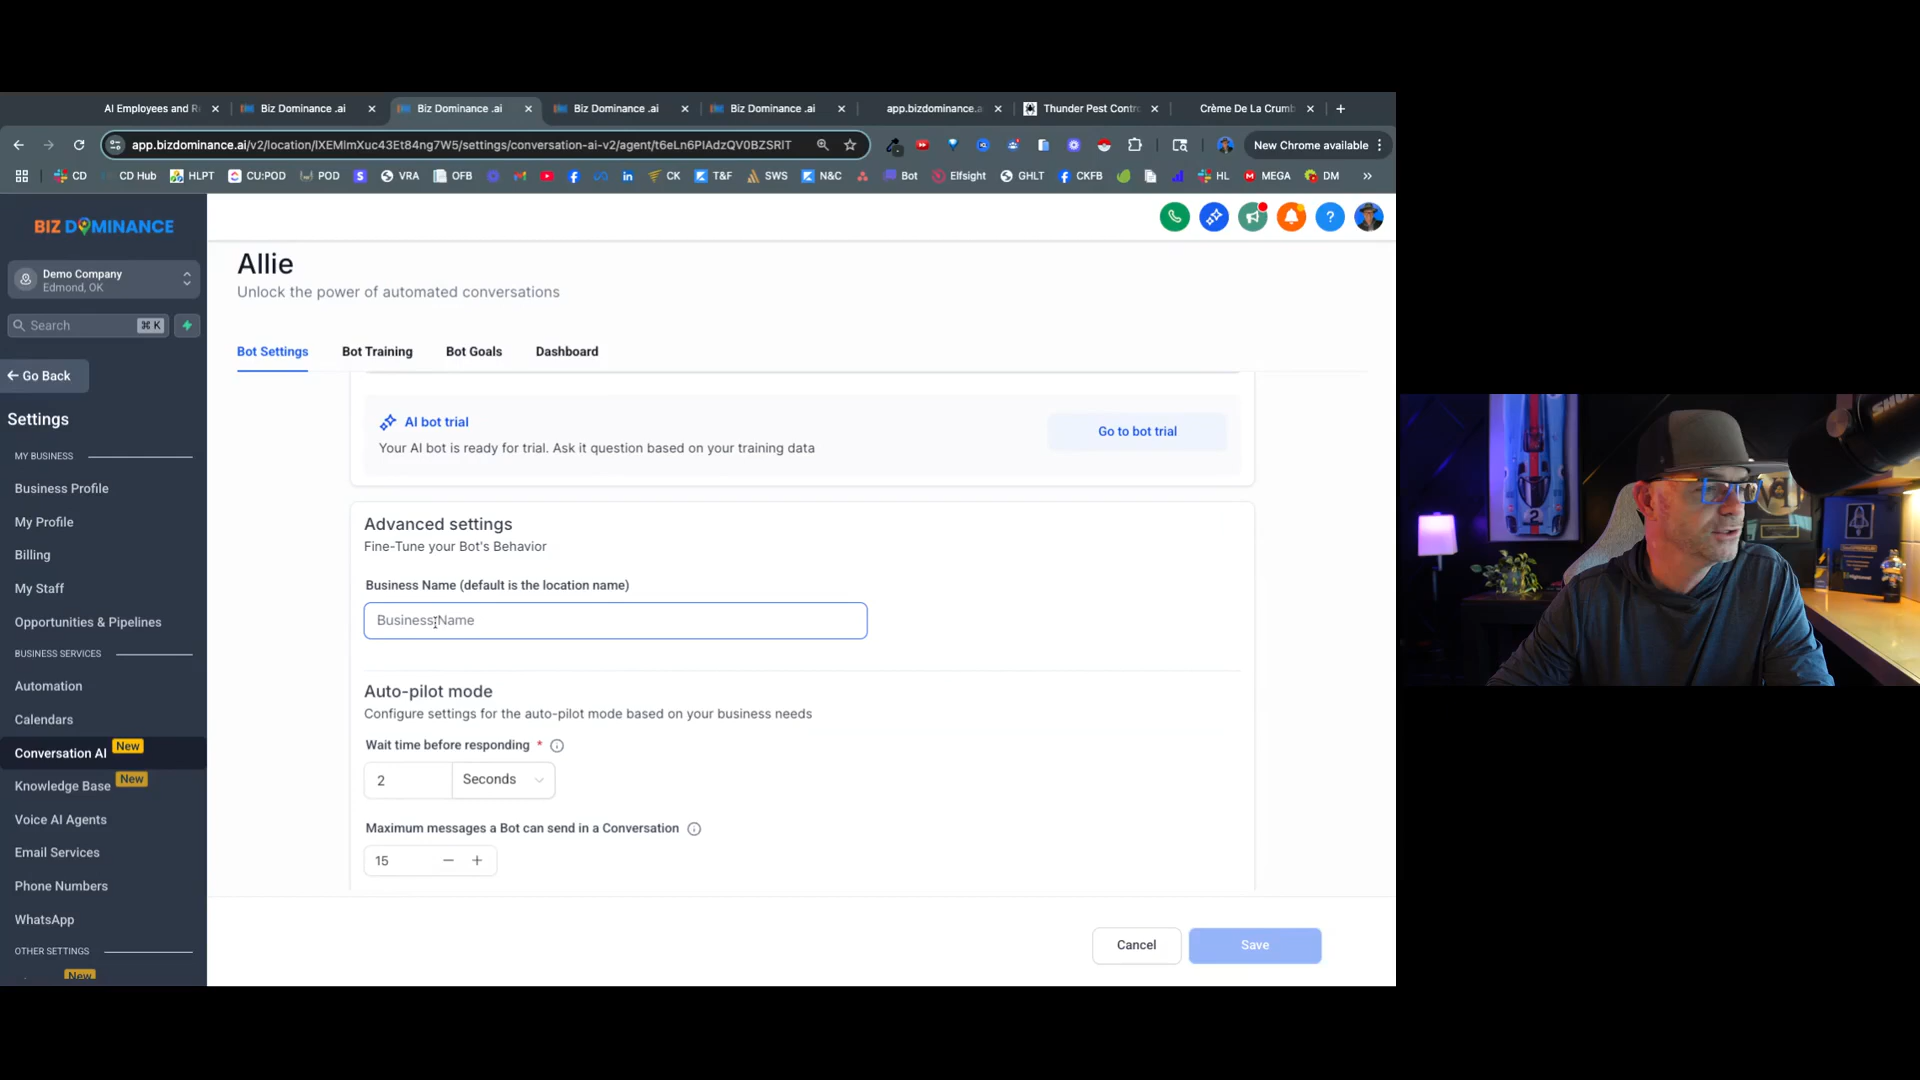 AI Employees and R
Biz Dominance .ai
Biz Dominance .ai
Biz Dominance .ai
Biz Dominance .ai
app.bizdominance.a
Thunder Pest Contro
Crème De La Crumb
app.bizdominance.ai/v2/location/lXEMlmXuc43Et84ng7W5/settings/conversation-ai-v2/agent/t6eLn6PIAdzQV0BZSRIT
New Chrome available
CD
CD Hub
HLPT
CU:POD
POD
VRA
OFB
CK
T&F
SWS
N&C
Bot
Elfsight
GHLT
CKFB
HL
MEGA
DM
BIZ DOMINANCE
Demo Company
Edmond, OK
Search
⌘ K
Go Back
Settings
MY BUSINESS
Business Profile
My Profile
Billing
My Staff
Opportunities & Pipelines
BUSINESS SERVICES
Automation
Calendars
Conversation AI New
Knowledge Base New
Voice AI Agents
Email Services
Phone Numbers
WhatsApp
OTHER SETTINGS
New
Allie
Unlock the power of automated conversations
Bot Settings
Bot Training
Bot Goals
Dashboard
AI bot trial
Your AI bot is ready for trial. Ask it question based on your training data
Go to bot trial
Advanced settings
Fine-Tune your Bot's Behavior
Business Name (default is the location name)
Business Name
Auto-pilot mode
Configure settings for the auto-pilot mode based on your business needs
Wait time before responding *
2
Seconds
Maximum messages a Bot can send in a Conversation
15
Cancel
Save
SHU
2